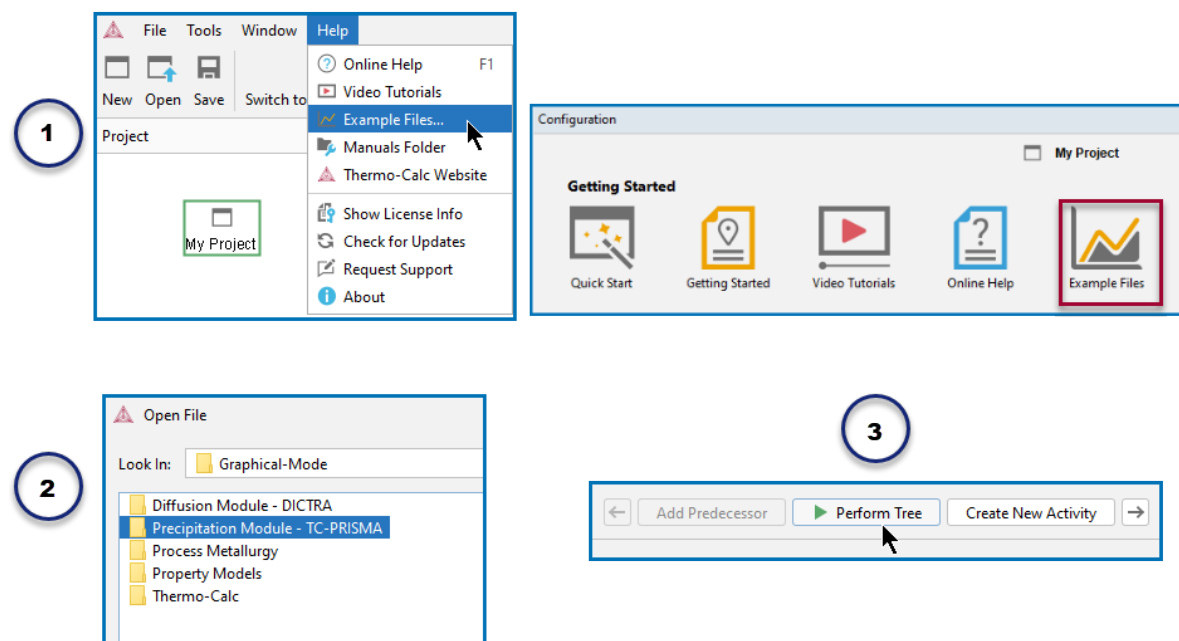 1
File Tools Window Help
New Open Save Switch to
Project
My Project
Online Help F1
Video Tutorials
Example Files...
Manuals Folder
Thermo-Calc Website
Show License Info
Check for Updates
Request Support
About
Configuration
My Project
Getting Started
Quick Start Getting Started Video Tutorials Online Help Example Files
2
Open File
Look In: Graphical-Mode
Diffusion Module - DICTRA
Precipitation Module - TC-PRISMA
Process Metallurgy
Property Models
Thermo-Calc
3
Add Predecessor Perform Tree Create New Activity